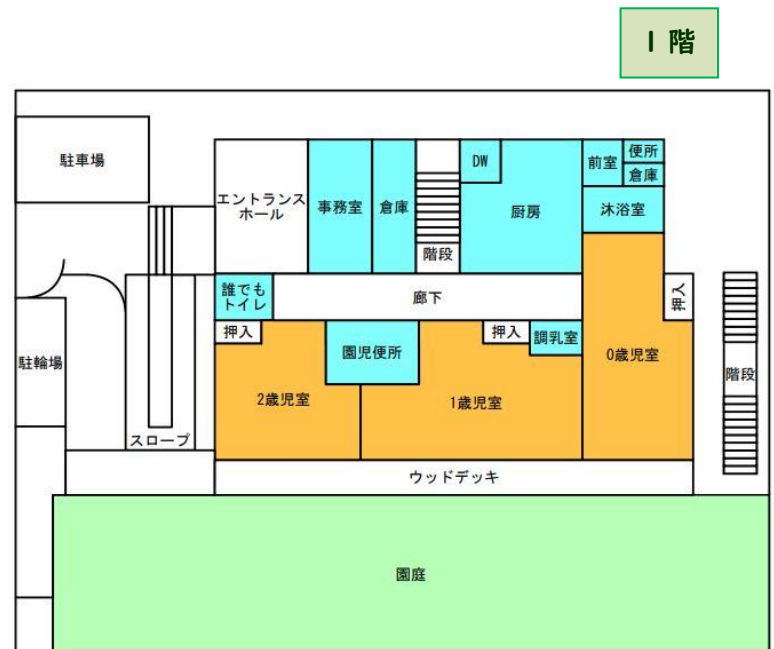 1階
駐車場
エントランス
ホール
事務室
倉庫
階段
DW
厨房
前室
便所
倉庫
沐浴室
誰でも
トイレ
廊下
押入
押入
園児便所
押入
調乳室
0歳児室
2歳児室
1歳児室
駐輪場
スロープ
階段
ウッドデッキ
園庭